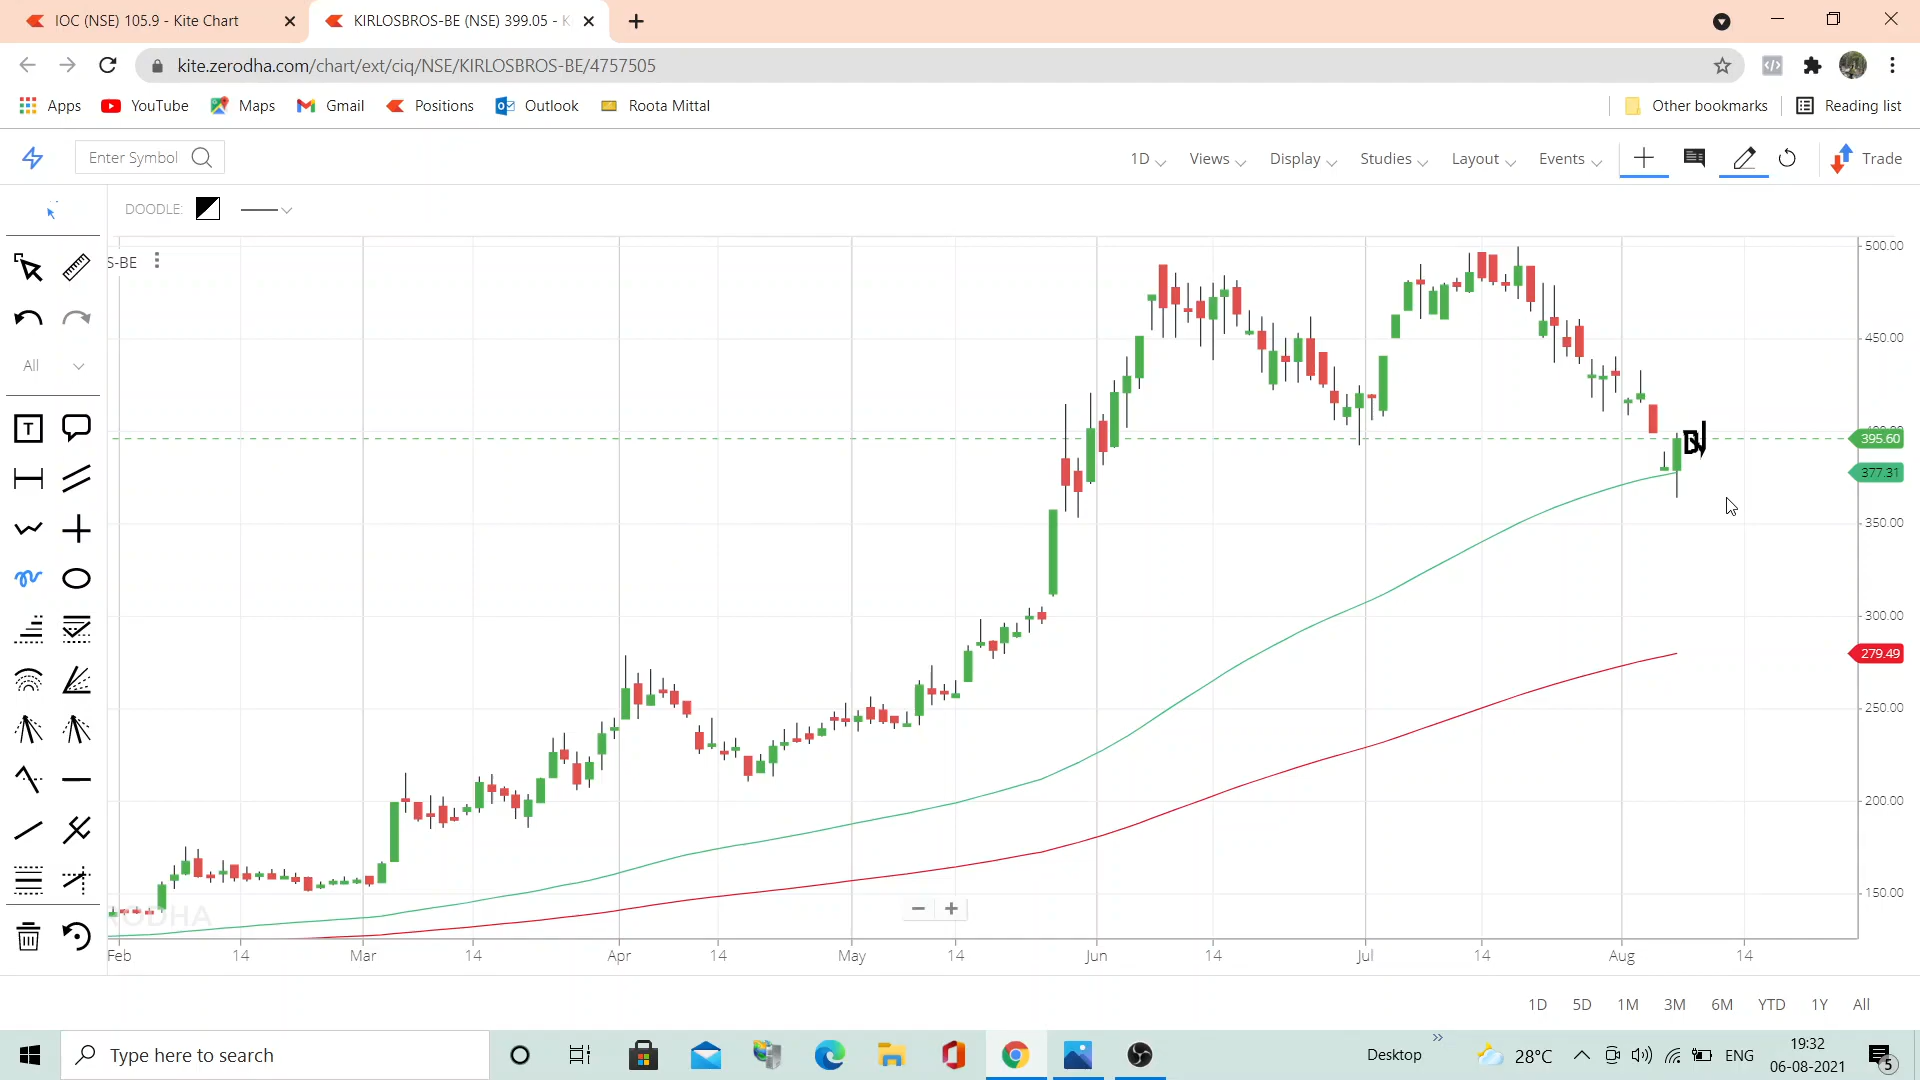 IOC (NSE) 105.9 - Kite Chart
KIRLOSBROS-BE (NSE) 399.05 - K
kite.zerodha.com/chart/ext/ciq/NSE/KIRLOSBROS-BE/4757505
Apps YouTube Maps Gmail Positions Outlook Roota Mittal Other bookmarks Reading list
Enter Symbol 1D Views Display Studies Layout Events Trade
DOODLE:
S-BE
All
T
500.00
450.00
395.60
377.31
350.00
300.00
279.49
250.00
200.00
150.00
Feb 14 Mar 14 Apr 14 May 14 Jun 14 Jul 14 Aug 14
1D 5D 1M 3M 6M YTD 1Y All
Type here to search
Desktop 28°C ENG
19:32
06-08-2021
5